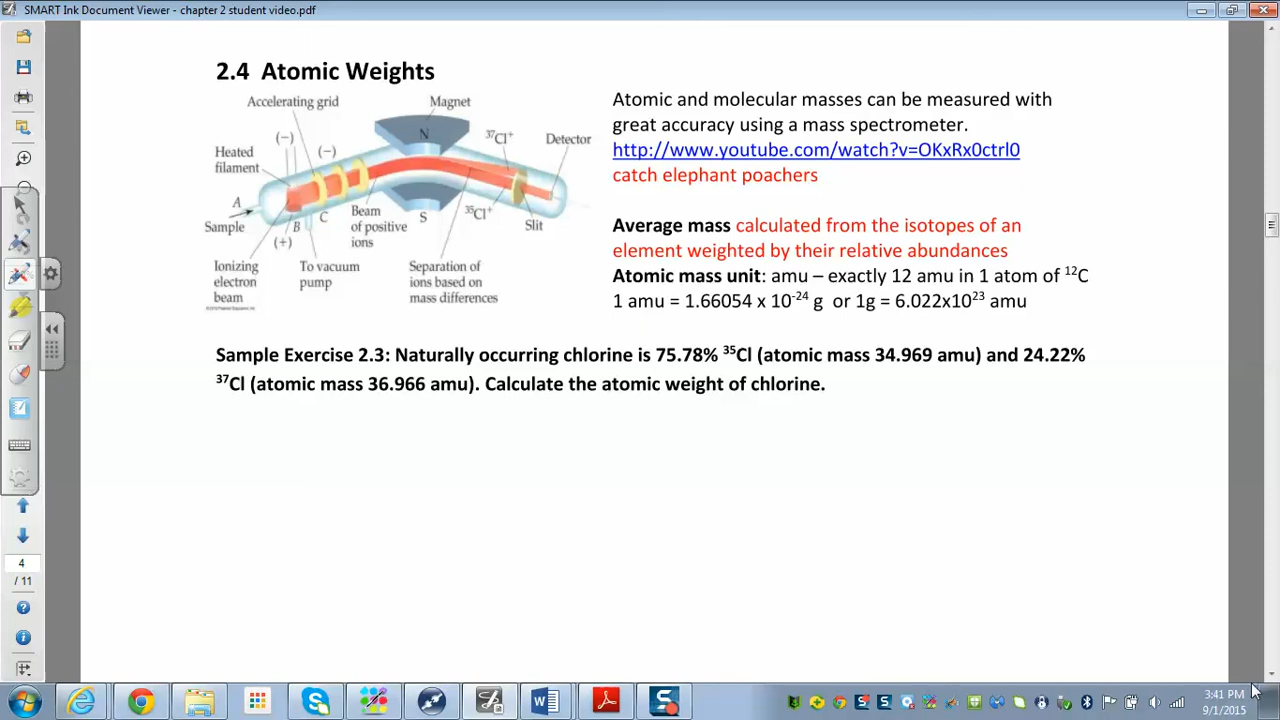 SMART Ink Document Viewer - chapter 2 student video.pdf
2.4 Atomic Weights
Accelerating grid
Magnet
(−)
(−)
N
³⁷Cl⁺
Detector
Heated
filament
A
Sample
B
C
(+)
Beam
of positive
ions
S
³⁵Cl⁺
Slit
Ionizing
electron
beam
To vacuum
pump
Separation of
ions based on
mass differences
Atomic and molecular masses can be measured with
great accuracy using a mass spectrometer.
http://www.youtube.com/watch?v=OKxRx0ctrl0
catch elephant poachers
Average mass calculated from the isotopes of an
element weighted by their relative abundances
Atomic mass unit: amu – exactly 12 amu in 1 atom of ¹²C
1 amu = 1.66054 x 10⁻²⁴ g or 1g = 6.022x10²³ amu
Sample Exercise 2.3: Naturally occurring chlorine is 75.78% ³⁵Cl (atomic mass 34.969 amu) and 24.22%
³⁷Cl (atomic mass 36.966 amu). Calculate the atomic weight of chlorine.
4
/ 11
3:41 PM
9/1/2015